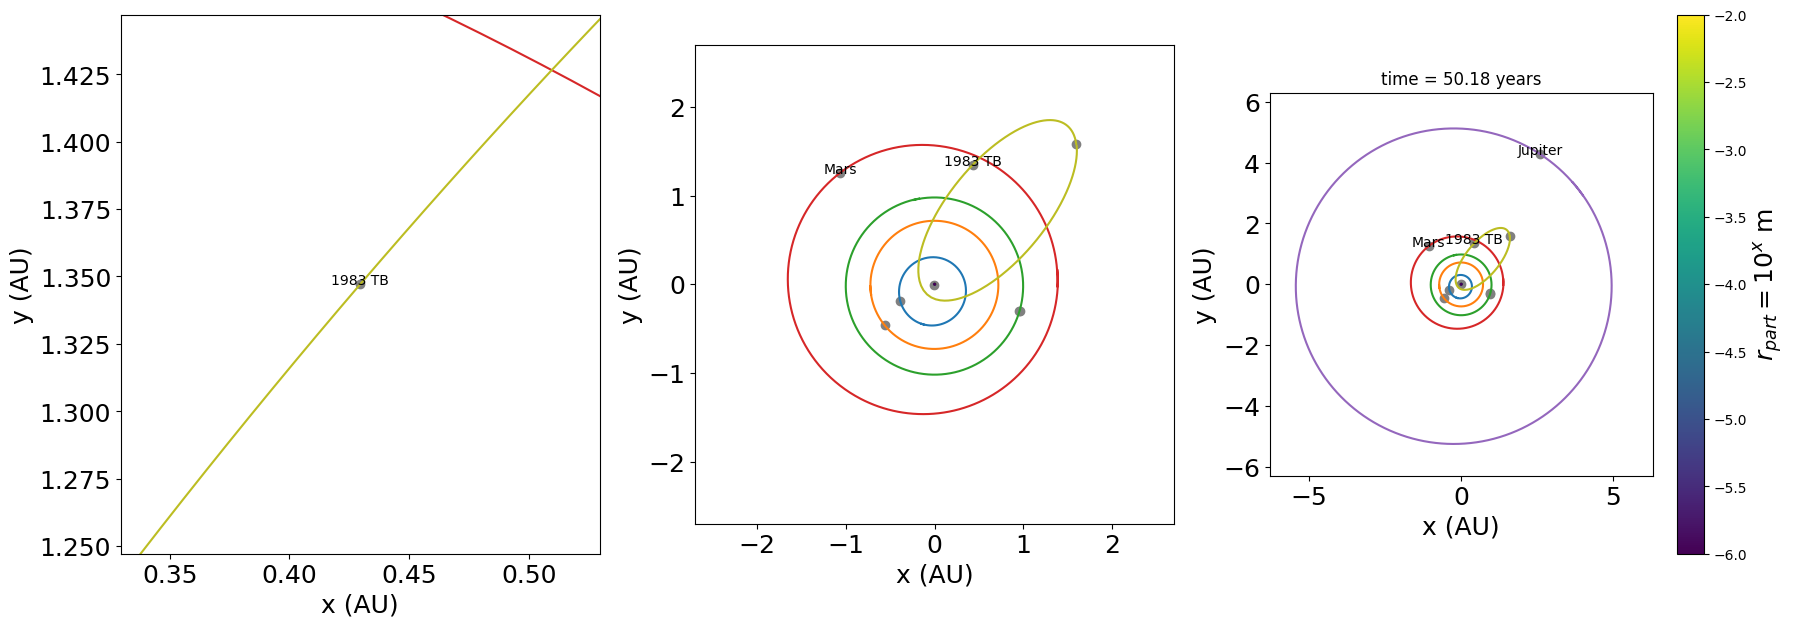 y (AU)
1.425
1.400
1.375
1.350
1.325
1.300
1.275
1.250
1983 TB
0.35 0.40 0.45 0.50
x (AU)
y (AU)
2
1
0
−1
−2
Mars
1983 TB
−2 −1 0 1 2
x (AU)
time = 50.18 years
y (AU)
6
4
2
0
−2
−4
−6
Jupiter
Mars
1983 TB
−5 0 5
x (AU)
−2.0
−2.5
−3.0
−3.5
−4.0
−4.5
−5.0
−5.5
−6.0
r_{part} = 10^x m